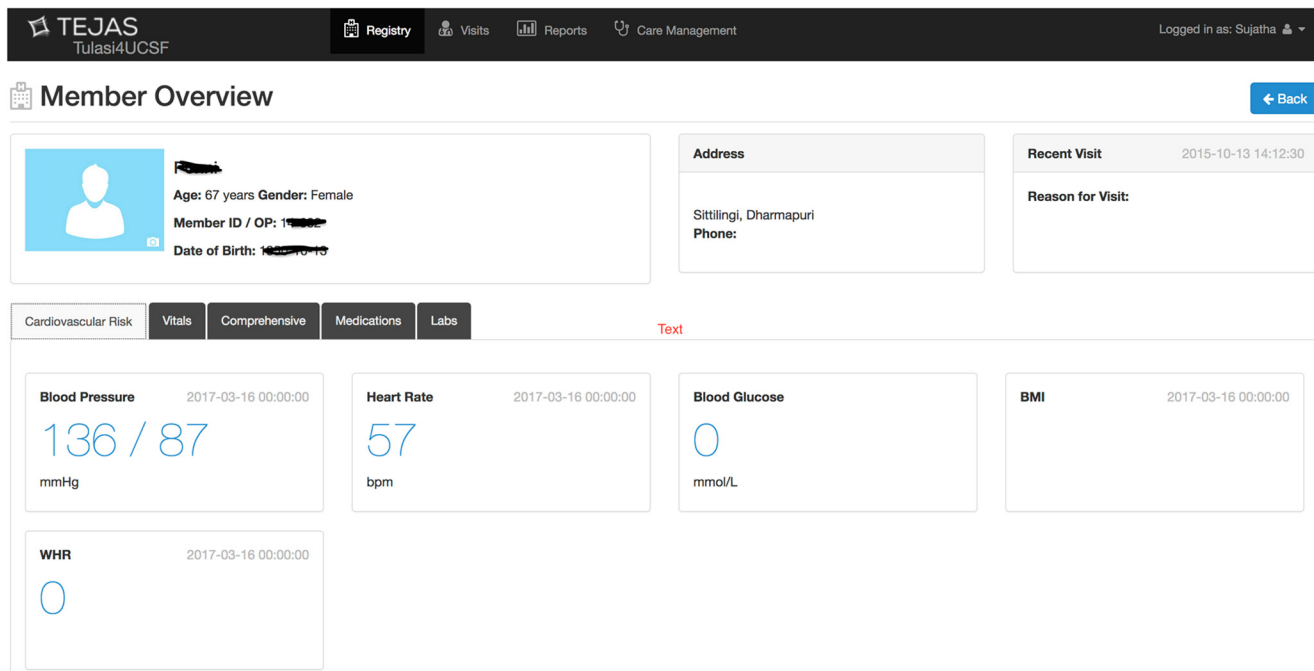 TEJAS
Tulasi4UCSF
Registry Visits Reports Care Management
Logged in as: Sujatha
Member Overview
Back
Age: 67 years Gender: Female
Member ID / OP:
Date of Birth:
Address
Sittilingi, Dharmapuri
Phone:
Recent Visit 2015-10-13 14:12:30
Reason for Visit:
Cardiovascular Risk Vitals Comprehensive Medications Labs
Text
Blood Pressure 2017-03-16 00:00:00
136 / 87
mmHg
Heart Rate 2017-03-16 00:00:00
57
bpm
Blood Glucose
0
mmol/L
BMI 2017-03-16 00:00:00
WHR 2017-03-16 00:00:00
0